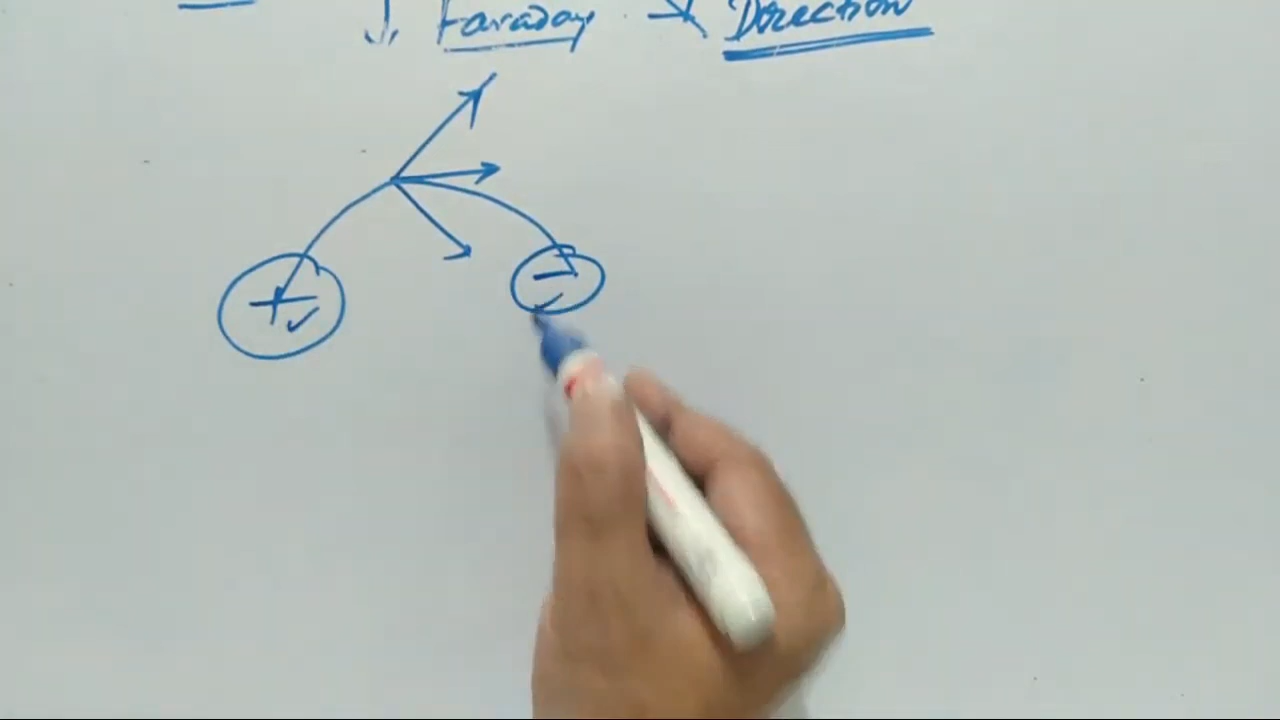 J. Faraday → Direction
+ ✓ −